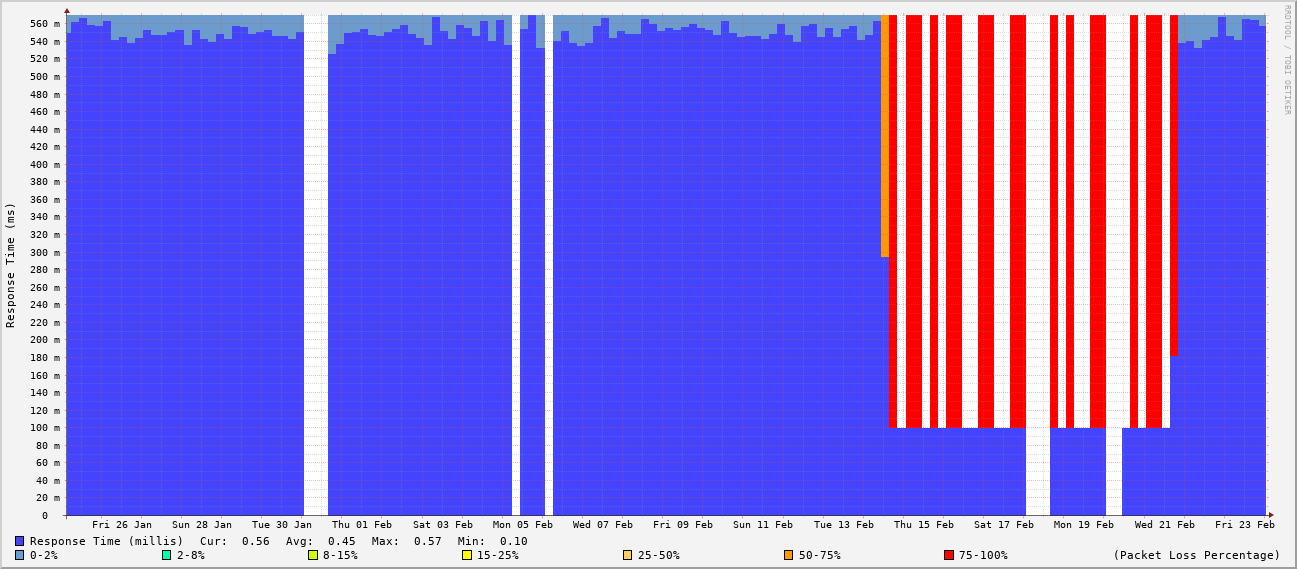 RRDTOOL / TOBI OETIKER
Response Time (ms)
560 m
540 m
520 m
500 m
480 m
460 m
440 m
420 m
400 m
380 m
360 m
340 m
320 m
300 m
280 m
260 m
240 m
220 m
200 m
180 m
160 m
140 m
120 m
100 m
80 m
60 m
40 m
20 m
0
Fri 26 Jan Sun 28 Jan Tue 30 Jan Thu 01 Feb Sat 03 Feb Mon 05 Feb Wed 07 Feb Fri 09 Feb Sun 11 Feb Tue 13 Feb Thu 15 Feb Sat 17 Feb Mon 19 Feb Wed 21 Feb Fri 23 Feb
Response Time (millis) Cur: 0.56 Avg: 0.45 Max: 0.57 Min: 0.10
0-2% 2-8% 8-15% 15-25% 25-50% 50-75% 75-100% (Packet Loss Percentage)